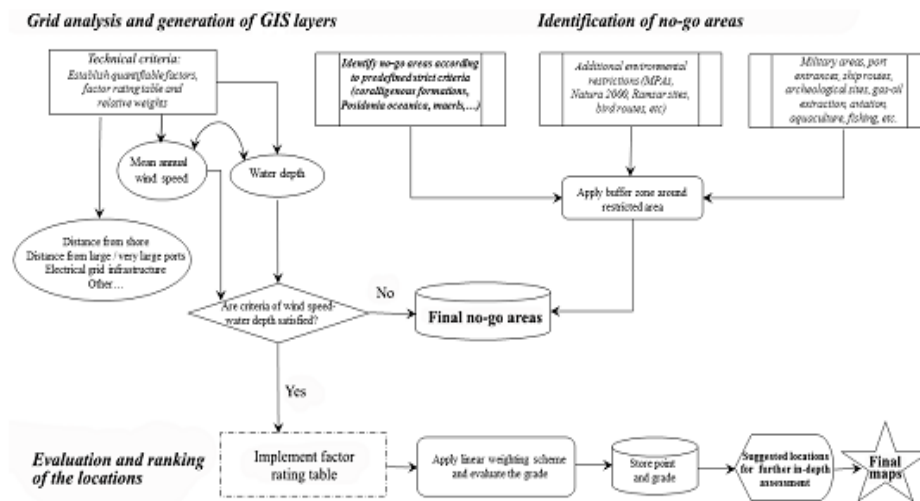 Grid analysis and generation of GIS layers
Identification of no-go areas
Technical criteria:
Establish quantifiable factors,
factor rating table and
relative weights
Identify no-go areas according
to predefined strict criteria
(coralligenous formations,
Posidonia oceanica, maerls,...)
Additional environmental
restrictions (MPAs,
Natura 2000, Ramsar sites,
bird routes, etc)
Military areas, port
entrances, ship routes,
archeological sites, gas-oil
extraction, aviation,
aquaculture, fishing, etc.
Mean annual
wind speed
Water depth
Apply buffer zone around
restricted area
Distance from shore
Distance from large / very large ports
Electrical grid infrastructure
Other…
Are criteria of wind speed-
water depth satisfied?
No
Final no-go areas
Yes
Evaluation and ranking
of the locations
Implement factor
rating table
Apply linear weighting scheme
and evaluate the grade
Store point
and grade
Suggested locations
for further in-depth
assessment
Final
maps